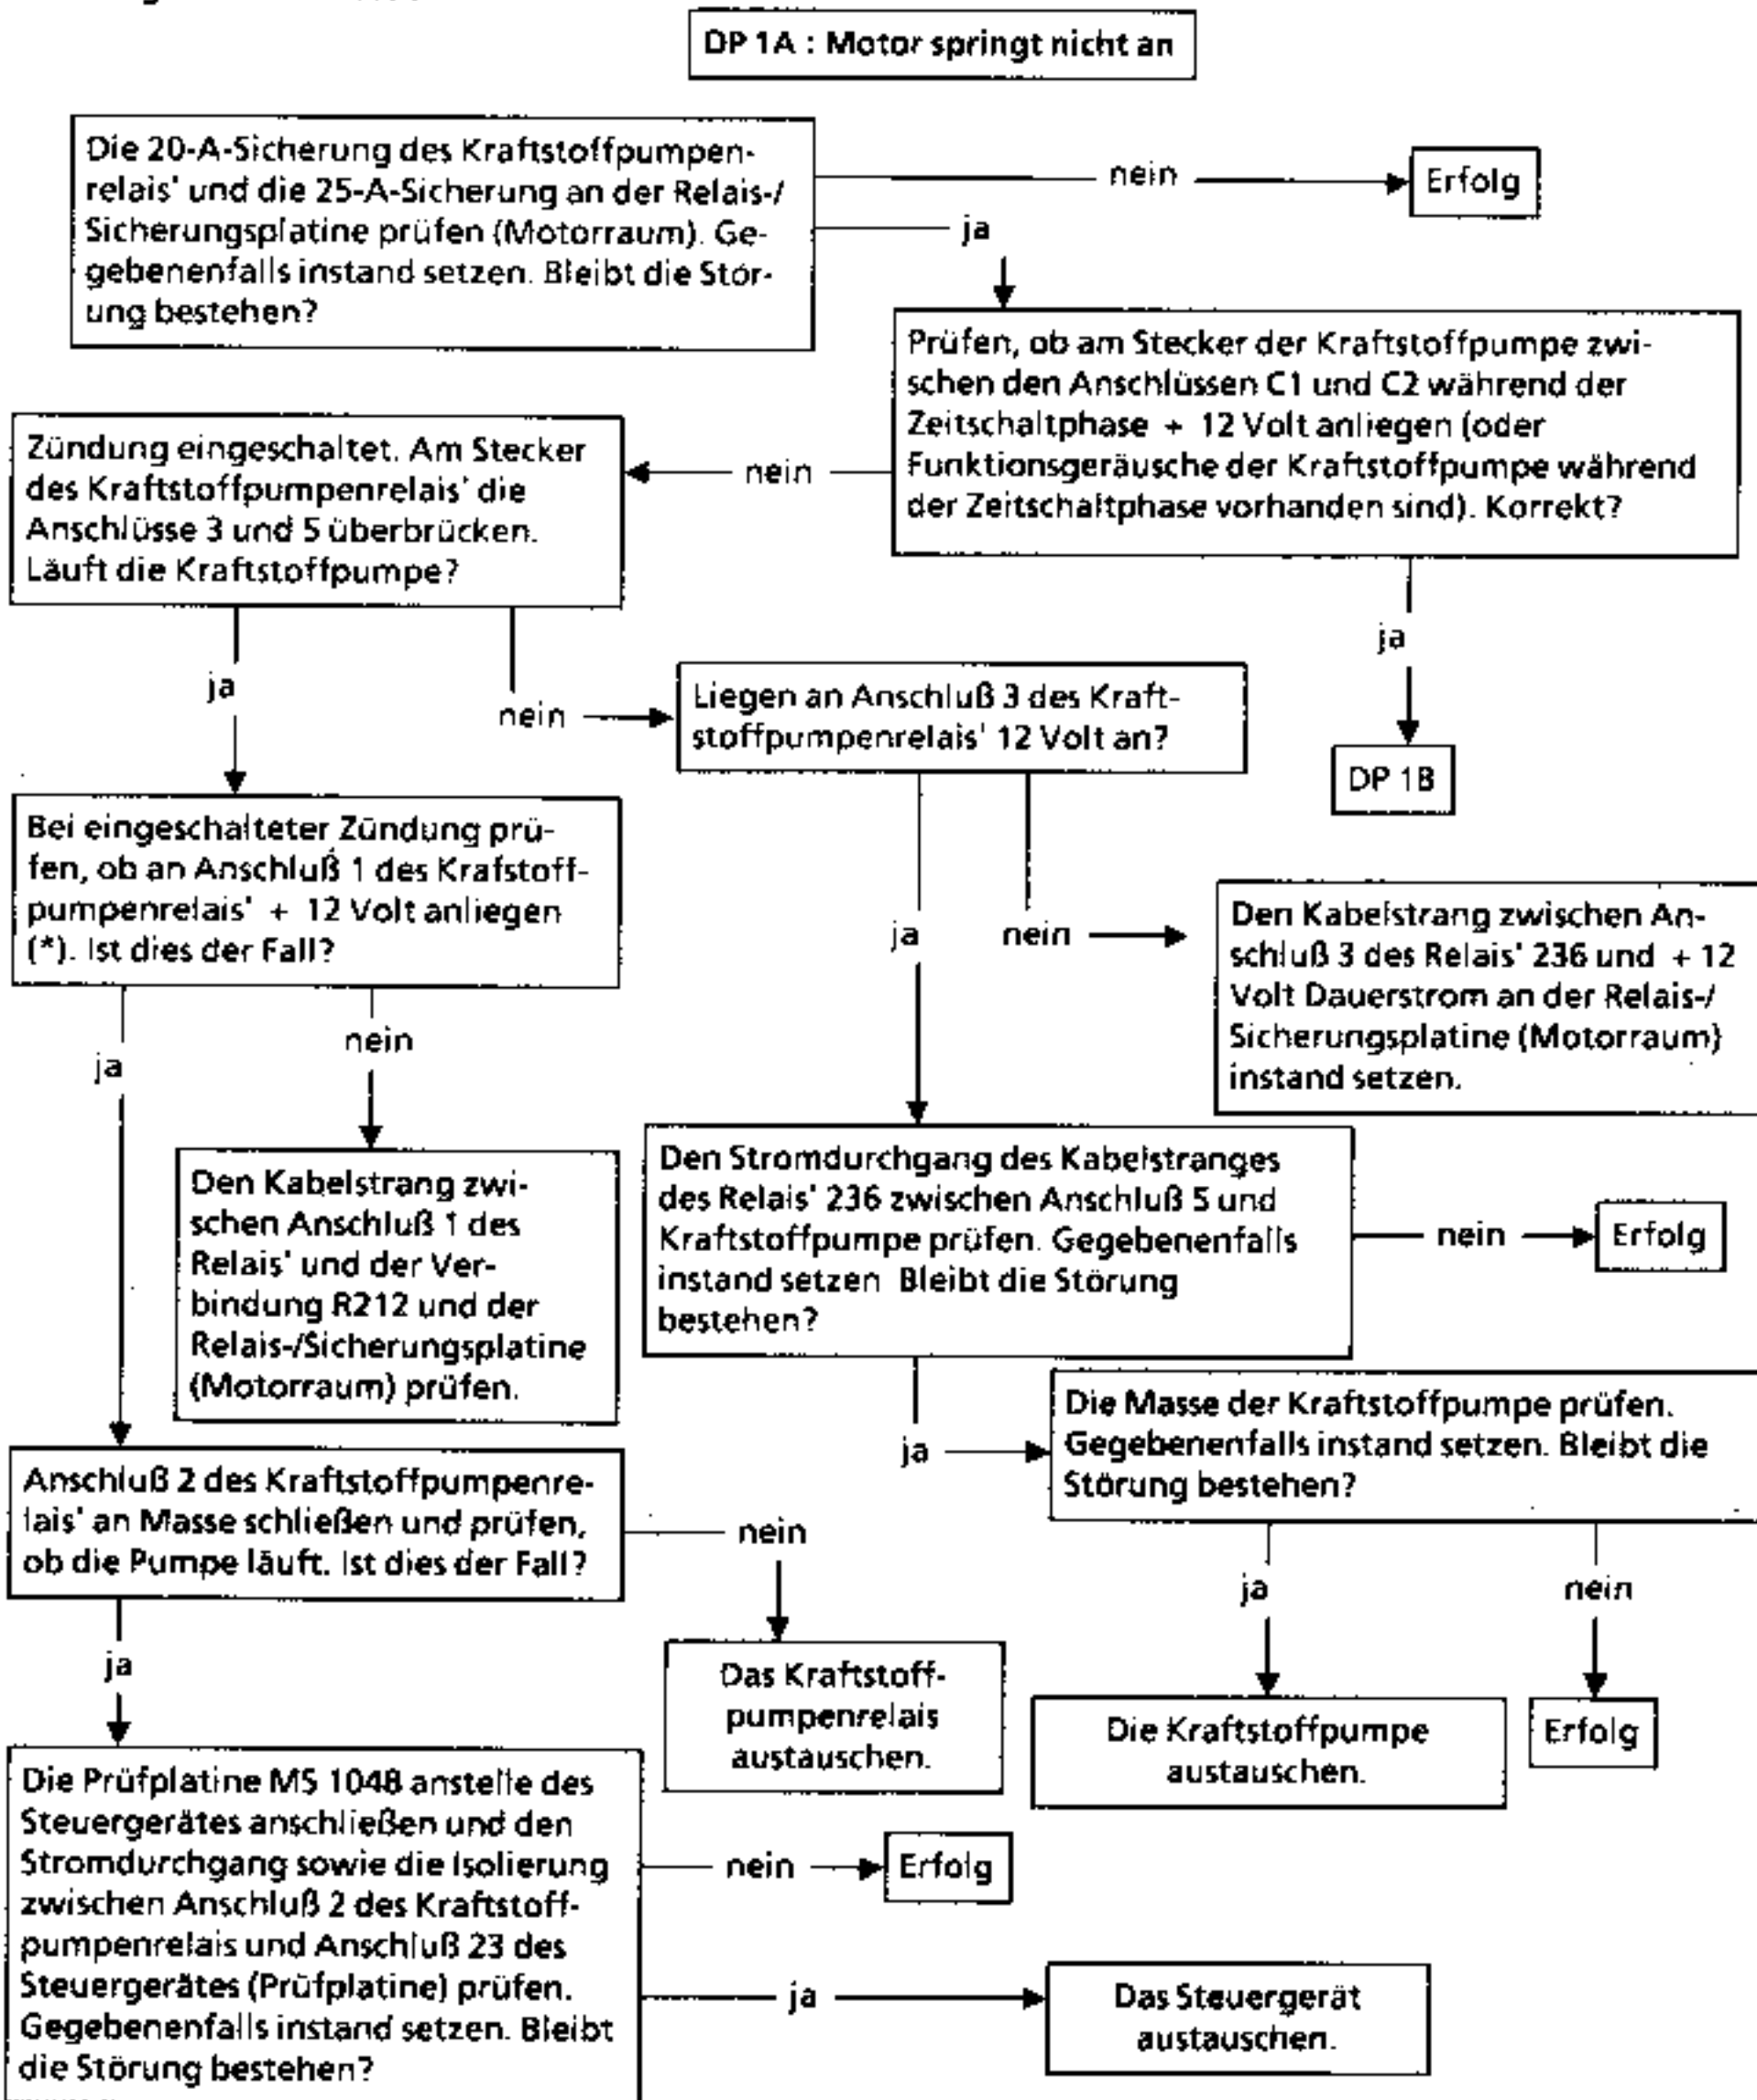 DP 1A : Motor springt nicht an
Die 20-A-Sicherung des Kraftstoffpumpen-
relais' und die 25-A-Sicherung an der Relais-/
Sicherungsplatine prüfen (Motorraum). Ge-
gebenenfalls instand setzen. Bleibt die Stör-
ung bestehen?
nein
Erfolg
ja
Prüfen, ob am Stecker der Kraftstoffpumpe zwi-
schen den Anschlüssen C1 und C2 während der
Zeitschaltphase + 12 Volt anliegen (oder
Funktionsgeräusche der Kraftstoffpumpe während
der Zeitschaltphase vorhanden sind). Korrekt?
nein
Zündung eingeschaltet. Am Stecker
des Kraftstoffpumpenrelais' die
Anschlüsse 3 und 5 überbrücken.
Läuft die Kraftstoffpumpe?
ja
DP 1B
ja
nein
Liegen an Anschluß 3 des Kraft-
stoffpumpenrelais' 12 Volt an?
Bei eingeschalteter Zündung prü-
fen, ob an Anschluß 1 des Krafstoff-
pumpenrelais' + 12 Volt anliegen
(*). Ist dies der Fall?
ja
nein
Den Kabelstrang zwischen An-
schluß 3 des Relais' 236 und + 12
Volt Dauerstrom an der Relais-/
Sicherungsplatine (Motorraum)
instand setzen.
ja
nein
Den Kabelstrang zwi-
schen Anschluß 1 des
Relais' und der Ver-
bindung R212 und der
Relais-/Sicherungsplatine
(Motorraum) prüfen.
Den Stromdurchgang des Kabelstranges
des Relais' 236 zwischen Anschluß 5 und
Kraftstoffpumpe prüfen. Gegebenenfalls
instand setzen Bleibt die Störung
bestehen?
nein
Erfolg
ja
Die Masse der Kraftstoffpumpe prüfen.
Gegebenenfalls instand setzen. Bleibt die
Störung bestehen?
Anschluß 2 des Kraftstoffpumpenre-
lais' an Masse schließen und prüfen,
ob die Pumpe läuft. Ist dies der Fall?
nein
ja
nein
ja
Das Kraftstoff-
pumpenrelais
austauschen.
Die Kraftstoffpumpe
austauschen.
Erfolg
Die Prüfplatine MS 1048 anstelle des
Steuergerätes anschließen und den
Stromdurchgang sowie die Isolierung
zwischen Anschluß 2 des Kraftstoff-
pumpenrelais und Anschluß 23 des
Steuergerätes (Prüfplatine) prüfen.
Gegebenenfalls instand setzen. Bleibt
die Störung bestehen?
nein
Erfolg
ja
Das Steuergerät
austauschen.